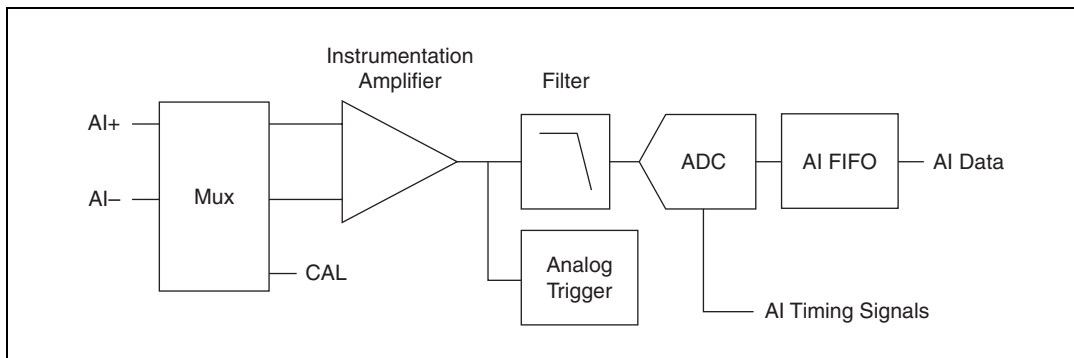 Instrumentation
Amplifier
Filter
AI+
AI–
Mux
CAL
ADC
AI FIFO
AI Data
Analog
Trigger
AI Timing Signals